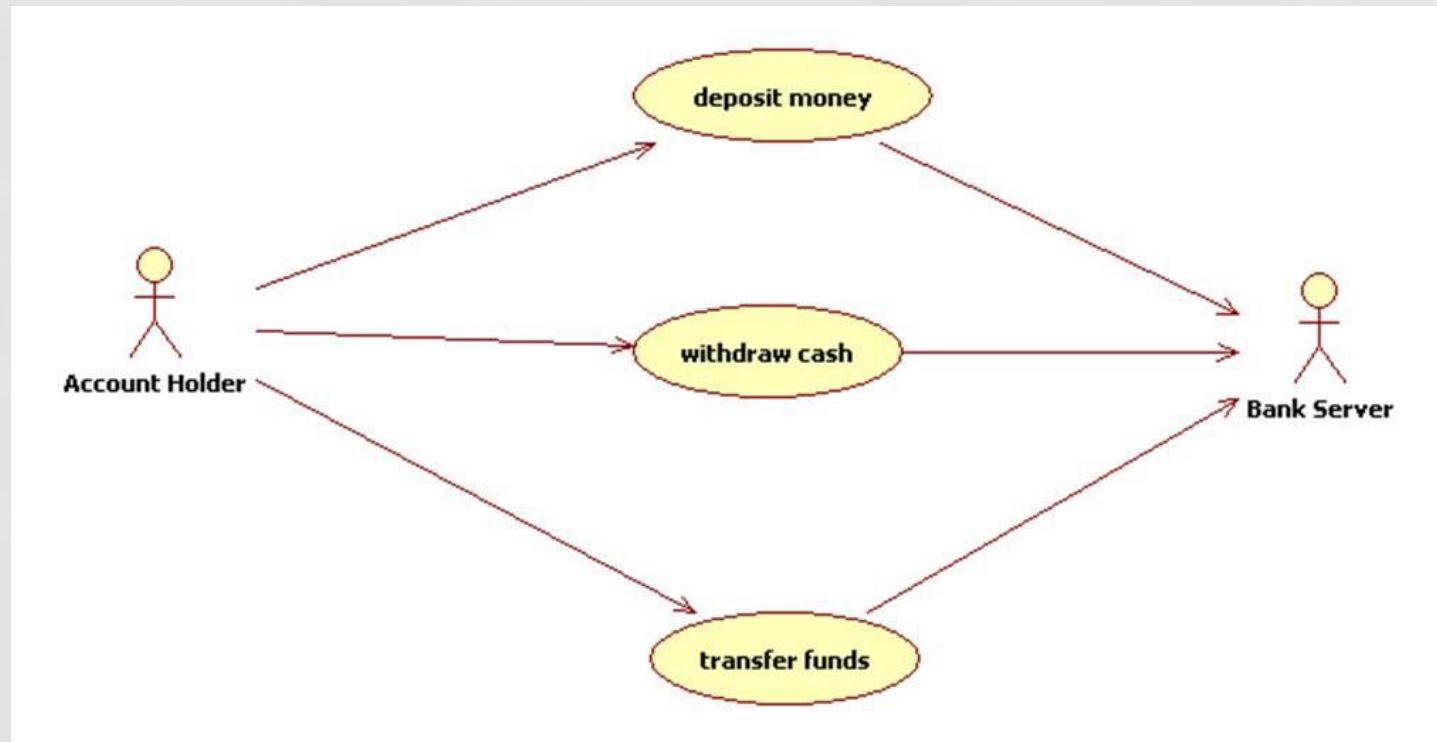 deposit money
withdraw cash
Account Holder
Bank Server
transfer funds